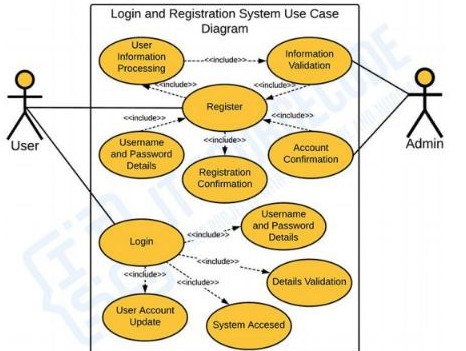 Login and Registration System Use Case
Diagram
User
Information
Processing
<<include>>
Information
Validation
<<include>>
<<include>>
Register
User
Admin
<<include>>
<<include>>
Username
and Password
Details
<<include>>
Registration
Confirmation
Account
Confirmation
Username
and Password
Details
<<include>>
Login
<<include>>
Details Validation
<<include>>
<<include>>
User Account
Update
System Accesed